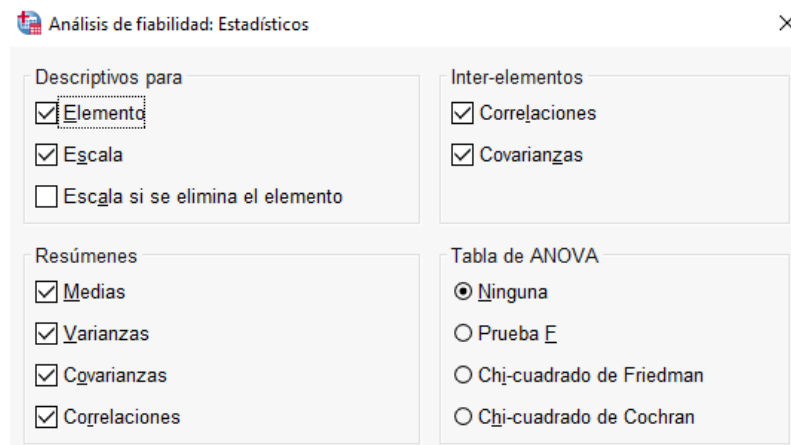 Análisis de fiabilidad: Estadísticos
Descriptivos para
Elemento
Escala
Escala si se elimina el elemento
Inter-elementos
Correlaciones
Covarianzas
Resúmenes
Medias
Varianzas
Covarianzas
Correlaciones
Tabla de ANOVA
Ninguna
Prueba F
Chi-cuadrado de Friedman
Chi-cuadrado de Cochran